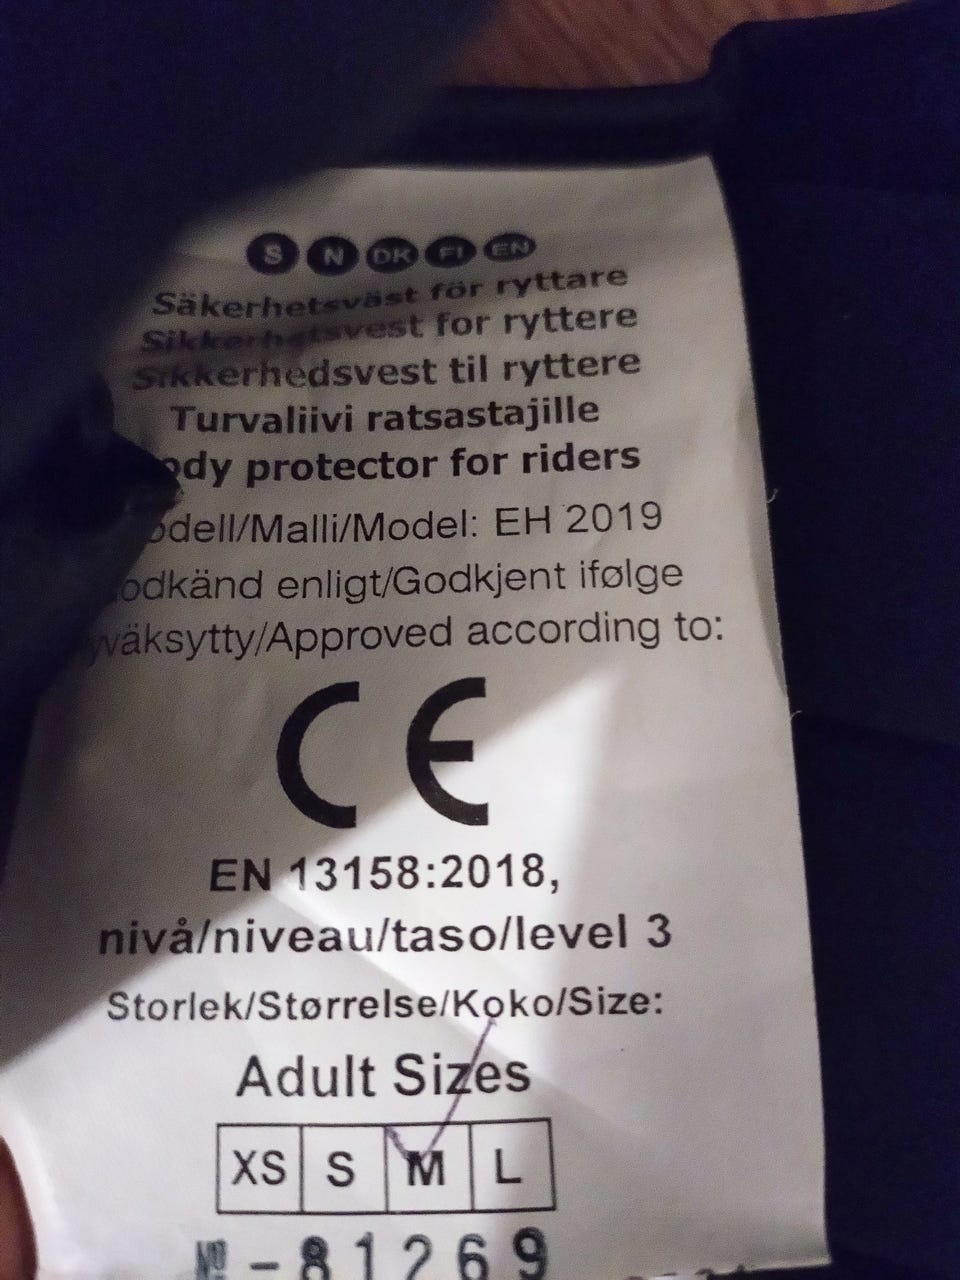 S N DK FI EN
Säkerhetsväst för ryttare
Sikkerhetsvest for ryttere
Sikkerhedsvest til ryttere
Turvaliivi ratsastajille
ody protector for riders
odell/Malli/Model: EH 2019
odkänd enligt/Godkjent ifølge
yväksytty/Approved according to:
CE
EN 13158:2018,
nivå/niveau/taso/level 3
Storlek/Størrelse/Koko/Size:
Adult Sizes
XS S M L
Nº - 81269